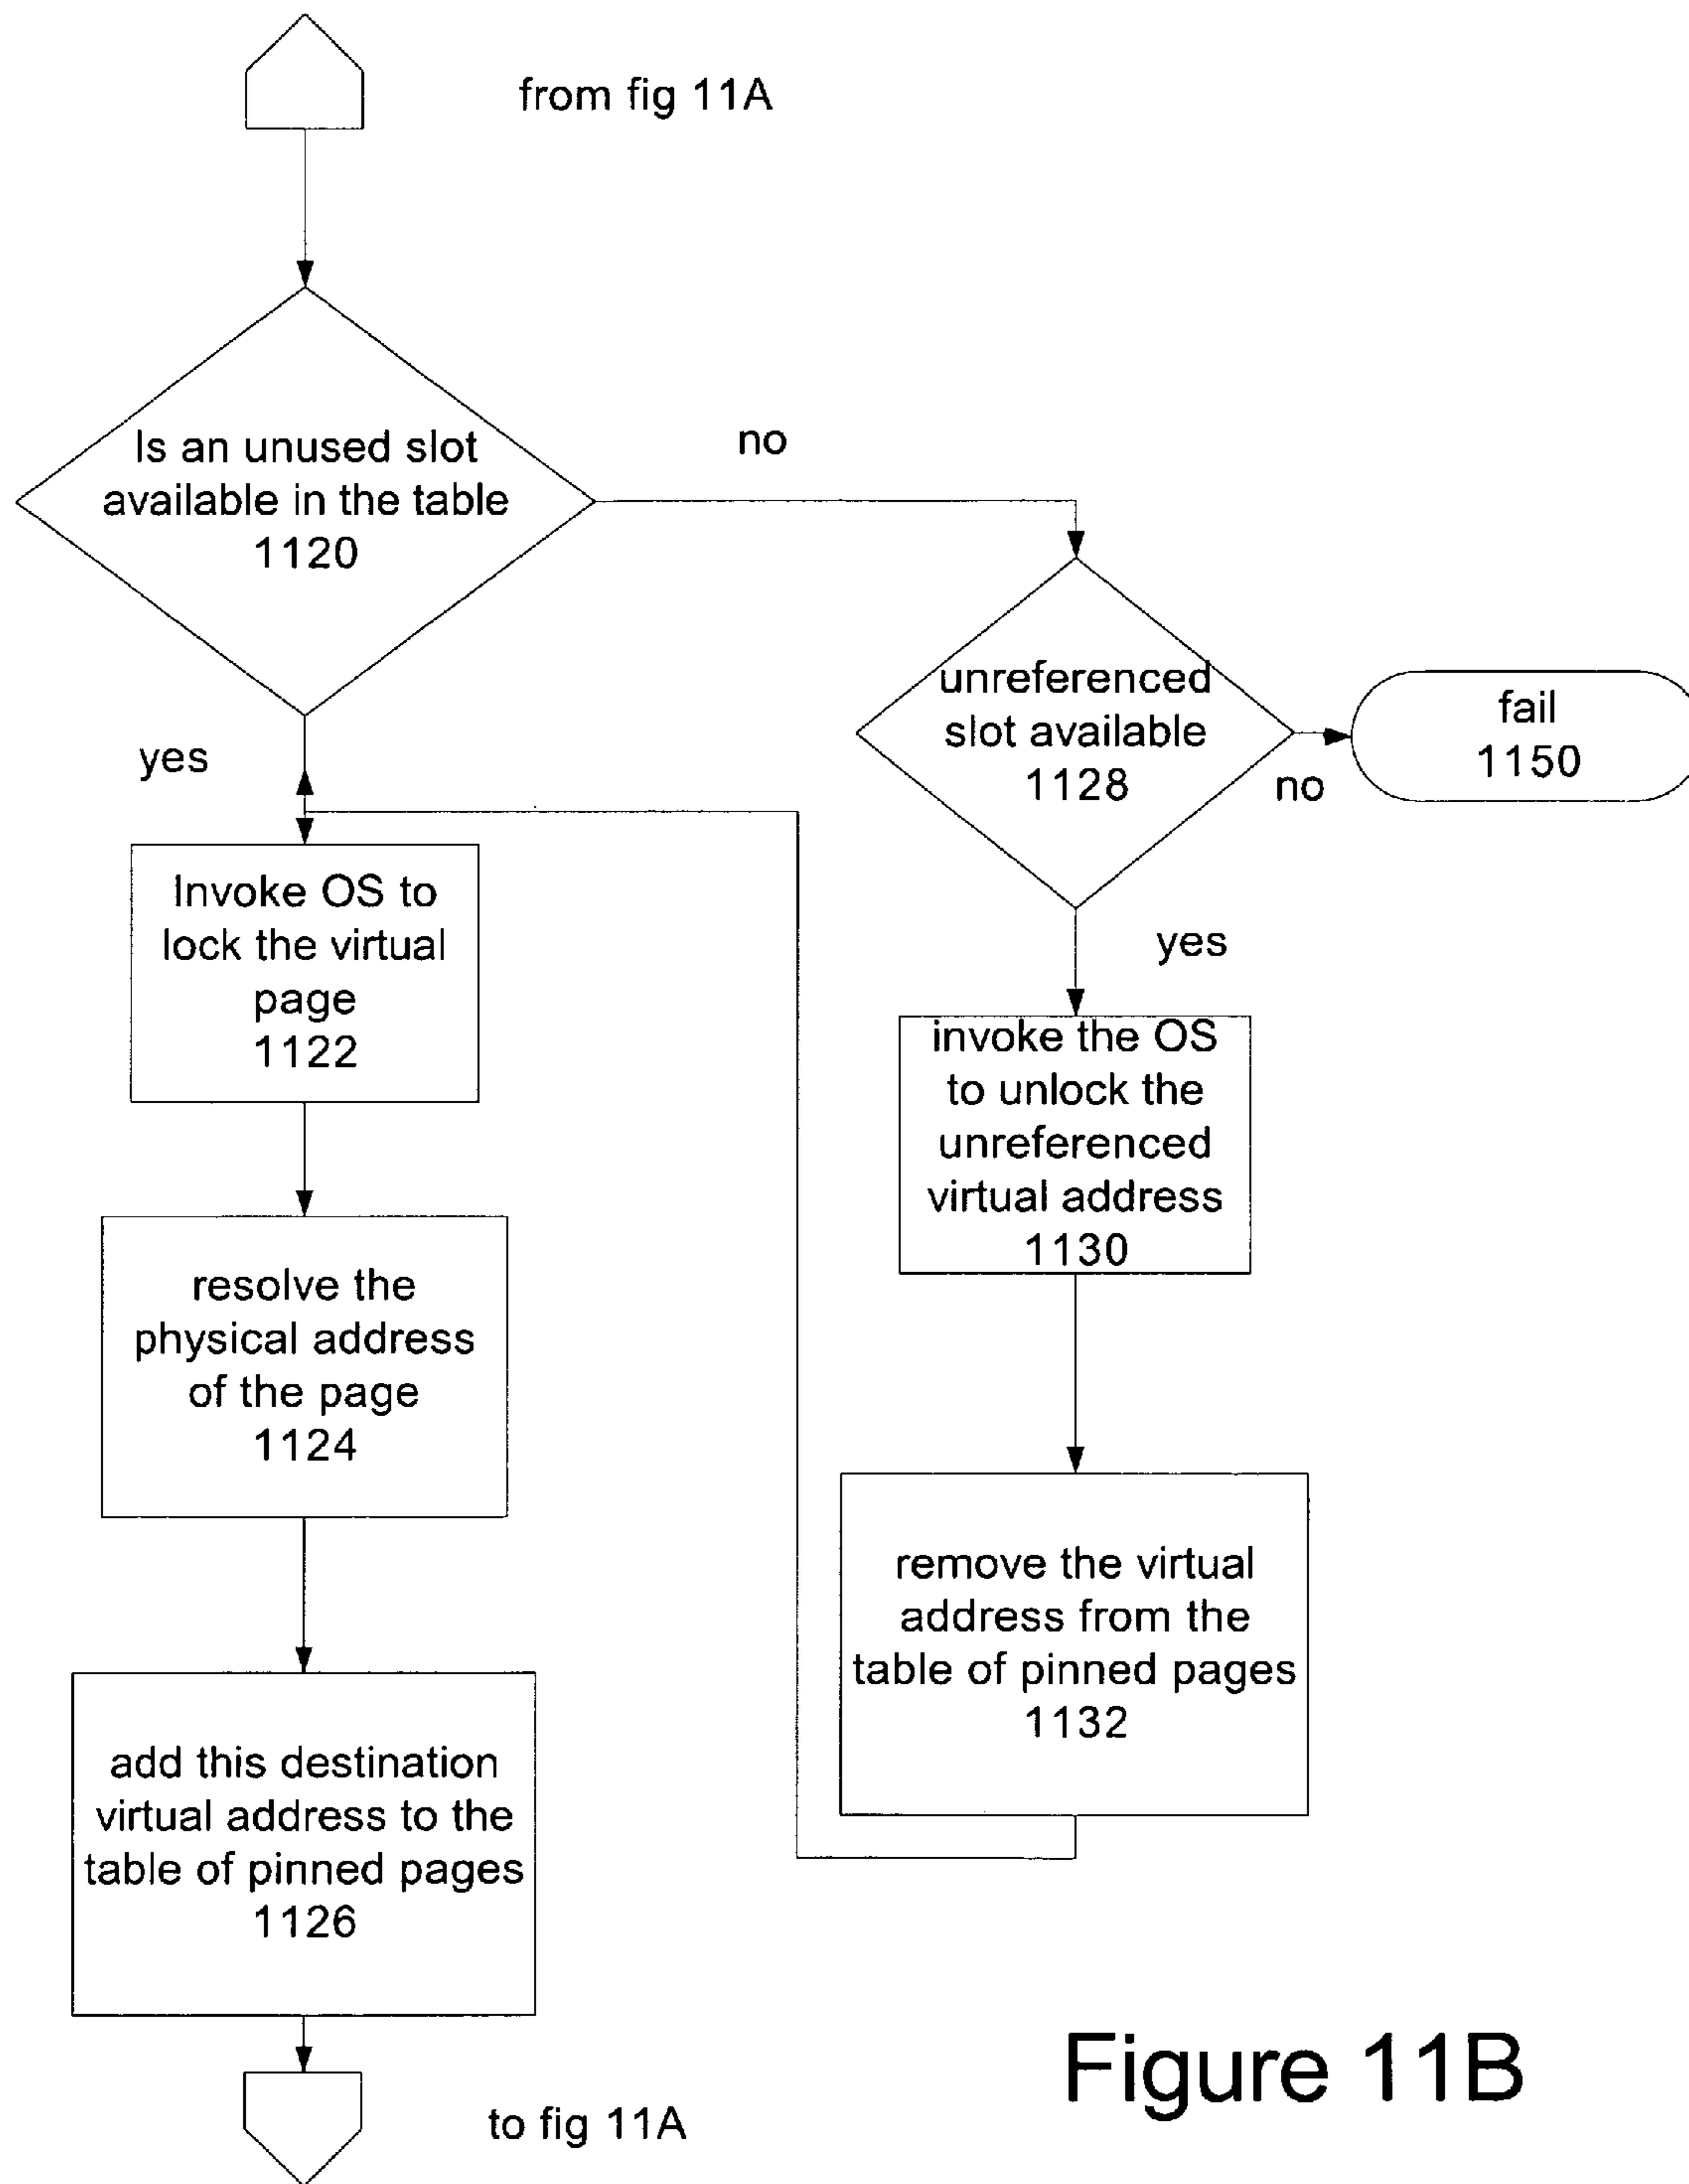 from fig 11A
Is an unused slot
available in the table
1120
no
yes
unreferenced
slot available
1128
no
fail
1150
yes
Invoke OS to
lock the virtual
page
1122
invoke the OS
to unlock the
unreferenced
virtual address
1130
resolve the
physical address
of the page
1124
remove the virtual
address from the
table of pinned pages
1132
add this destination
virtual address to the
table of pinned pages
1126
to fig 11A
Figure 11B